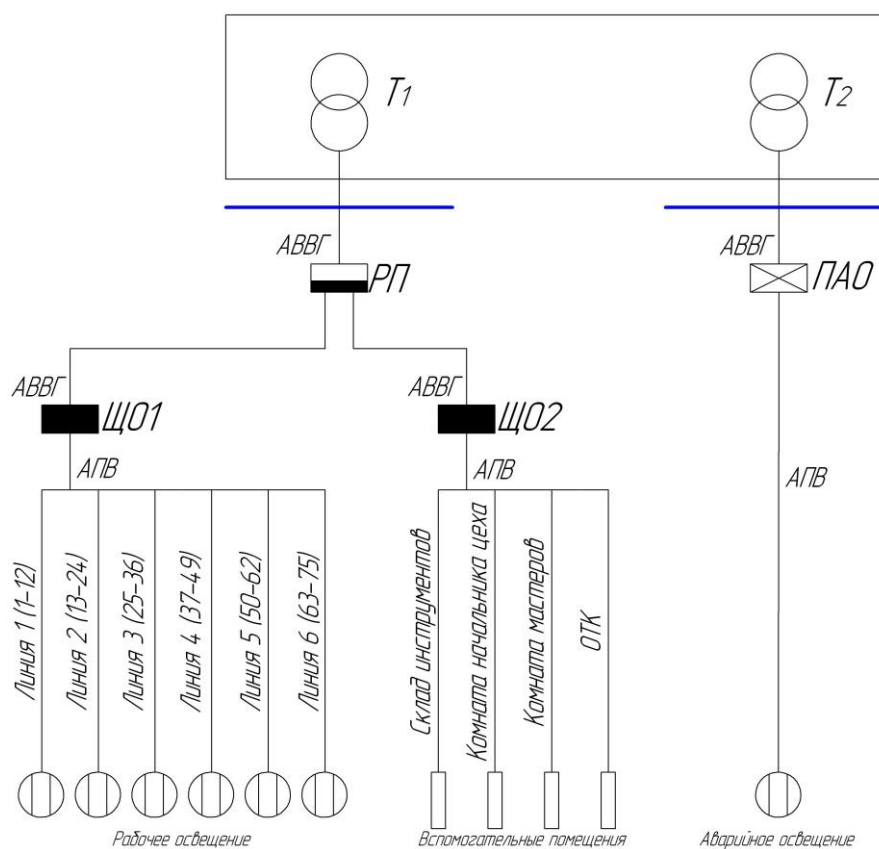 Т1
Т2
АВВГ
РП
АВВГ
ПАО
АВВГ
ЩО1
АВВГ
ЩО2
АПВ
АПВ
АПВ
Линия 1 (1-12)
Линия 2 (13-24)
Линия 3 (25-36)
Линия 4 (37-49)
Линия 5 (50-62)
Линия 6 (63-75)
Склад инструментов
Комната начальника цеха
Комната мастеров
ОТК
Рабочее освещение
Вспомогательные помещения
Аварийное освещение